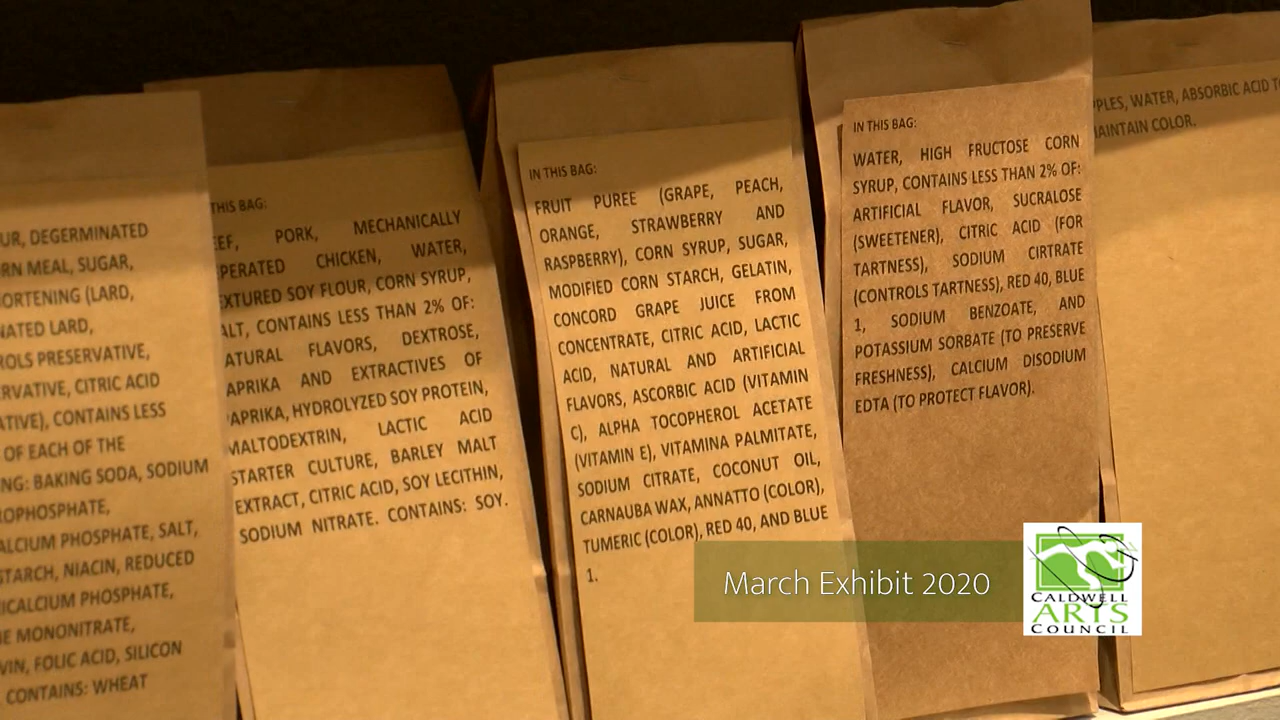 UR, DEGERMINATED
RN MEAL, SUGAR,
ORTENING (LARD,
NATED LARD,
ROLS PRESERVATIVE,
ERVATIVE, CITRIC ACID
ATIVE), CONTAINS LESS
OF EACH OF THE
NG: BAKING SODA, SODIUM
ROPHOSPHATE,
ALCIUM PHOSPHATE, SALT,
STARCH, NIACIN, REDUCED
ICALCIUM PHOSPHATE,
E MONONITRATE,
VIN, FOLIC ACID, SILICON
CONTAINS: WHEAT
THIS BAG:
EF, PORK, MECHANICALLY
PERATED CHICKEN, WATER,
EXTURED SOY FLOUR, CORN SYRUP,
ALT, CONTAINS LESS THAN 2% OF:
ATURAL FLAVORS, DEXTROSE,
APRIKA AND EXTRACTIVES OF
PAPRIKA, HYDROLYZED SOY PROTEIN,
MALTODEXTRIN, LACTIC ACID
STARTER CULTURE, BARLEY MALT
EXTRACT, CITRIC ACID, SOY LECITHIN,
SODIUM NITRATE. CONTAINS: SOY.
IN THIS BAG:
FRUIT PUREE (GRAPE, PEACH,
ORANGE, STRAWBERRY AND
RASPBERRY), CORN SYRUP, SUGAR,
MODIFIED CORN STARCH, GELATIN,
CONCORD GRAPE JUICE FROM
CONCENTRATE, CITRIC ACID, LACTIC
ACID, NATURAL AND ARTIFICIAL
FLAVORS, ASCORBIC ACID (VITAMIN
C), ALPHA TOCOPHEROL ACETATE
(VITAMIN E), VITAMINA PALMITATE,
SODIUM CITRATE, COCONUT OIL,
CARNAUBA WAX, ANNATTO (COLOR),
TUMERIC (COLOR), RED 40, AND BLUE
1.
IN THIS BAG:
WATER, HIGH FRUCTOSE CORN
SYRUP, CONTAINS LESS THAN 2% OF:
ARTIFICIAL FLAVOR, SUCRALOSE
(SWEETENER), CITRIC ACID (FOR
TARTNESS), SODIUM CIRTRATE
(CONTROLS TARTNESS), RED 40, BLUE
1, SODIUM BENZOATE, AND
POTASSIUM SORBATE (TO PRESERVE
FRESHNESS), CALCIUM DISODIUM
EDTA (TO PROTECT FLAVOR).
PPLES, WATER, ABSORBIC ACID T
AINTAIN COLOR.
March Exhibit 2020
CALDWELL
ARTS
COUNCIL